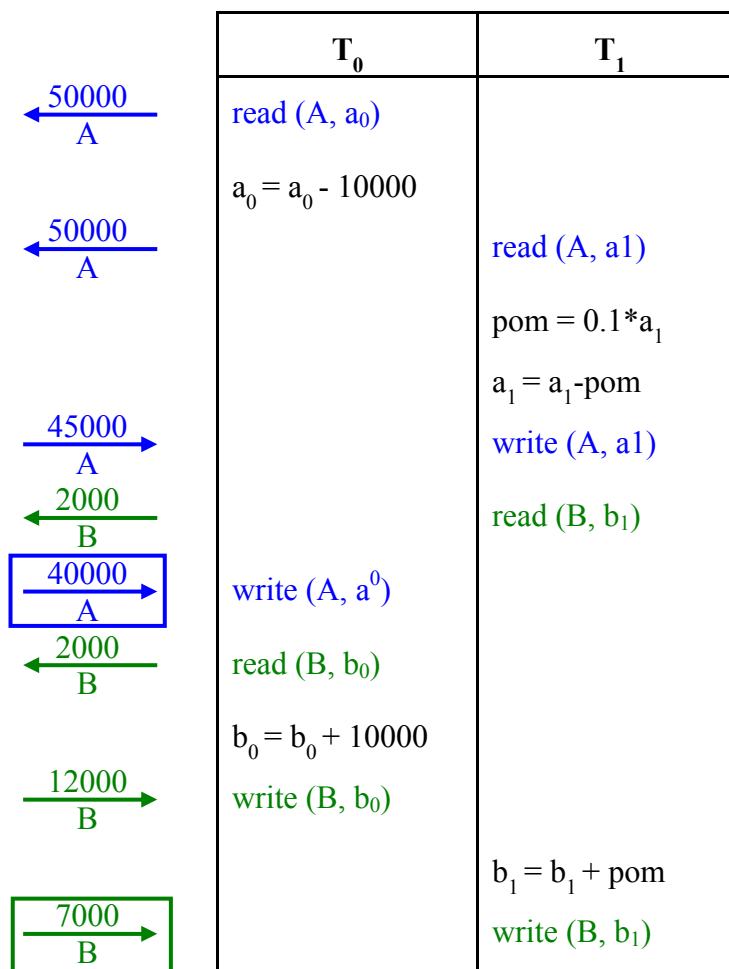 T₀ T₁
50000 read (A, a₀)
A
a₀ = a₀ - 10000
50000 read (A, a1)
A
pom = 0.1*a₁
a₁ = a₁-pom
45000 write (A, a1)
A
2000 read (B, b₁)
B
40000 write (A, a⁰)
A
2000 read (B, b₀)
B
b₀ = b₀ + 10000
12000 write (B, b₀)
B
b₁ = b₁ + pom
7000 write (B, b₁)
B